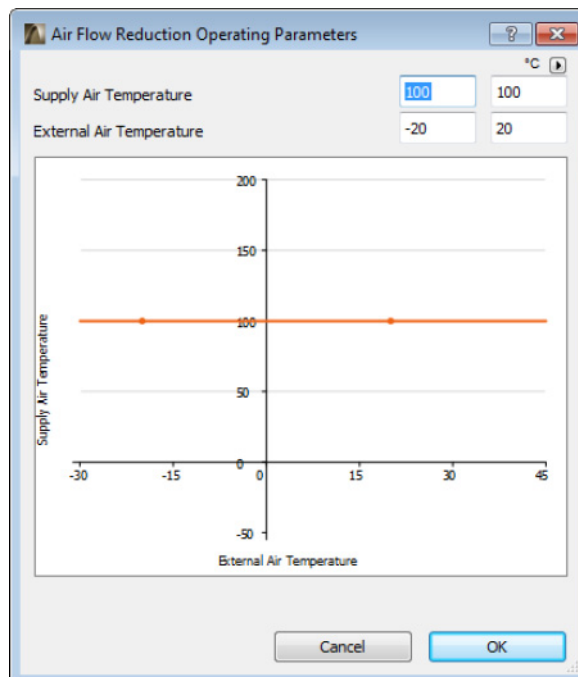 Air Flow Reduction Operating Parameters
?
°C
Supply Air Temperature 100 100
External Air Temperature -20 20
200
150
100
50
0
-30 -15 0 15 30 45
-50
Supply Air Temperature
External Air Temperature
Cancel OK